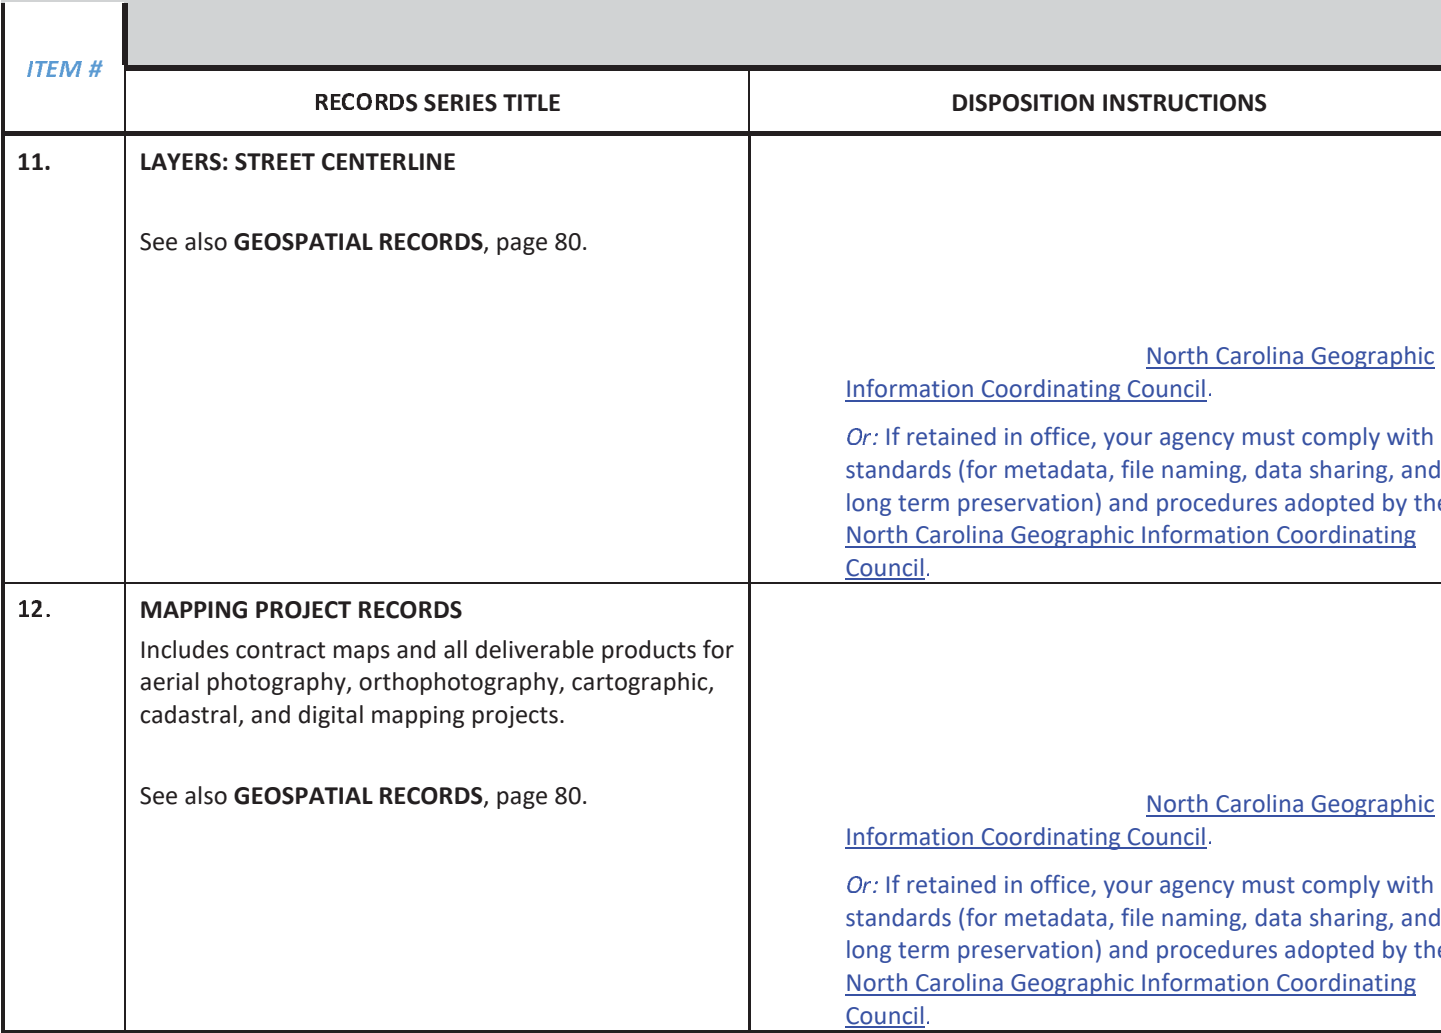 ITEM #
RECORDS SERIES TITLE
DISPOSITION INSTRUCTIONS
11.
LAYERS: STREET CENTERLINE
See also GEOSPATIAL RECORDS, page 80.
North Carolina Geographic
Information Coordinating Council.
Or: If retained in office, your agency must comply with
standards (for metadata, file naming, data sharing, and
long term preservation) and procedures adopted by the
North Carolina Geographic Information Coordinating
Council.
12.
MAPPING PROJECT RECORDS
Includes contract maps and all deliverable products for
aerial photography, orthophotography, cartographic,
cadastral, and digital mapping projects.
See also GEOSPATIAL RECORDS, page 80.
North Carolina Geographic
Information Coordinating Council.
Or: If retained in office, your agency must comply with
standards (for metadata, file naming, data sharing, and
long term preservation) and procedures adopted by the
North Carolina Geographic Information Coordinating
Council.